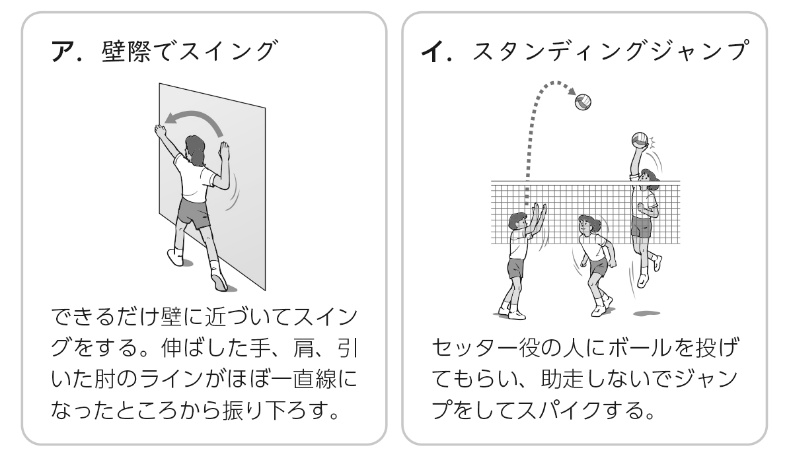 ア．壁際でスイング
できるだけ壁に近づいてスイン
グをする。伸ばした手、肩、引
いた肘のラインがほぼ一直線に
なったところから振り下ろす。
イ．スタンディングジャンプ
セッター役の人にボールを投げ
てもらい、助走しないでジャン
プをしてスパイクする。